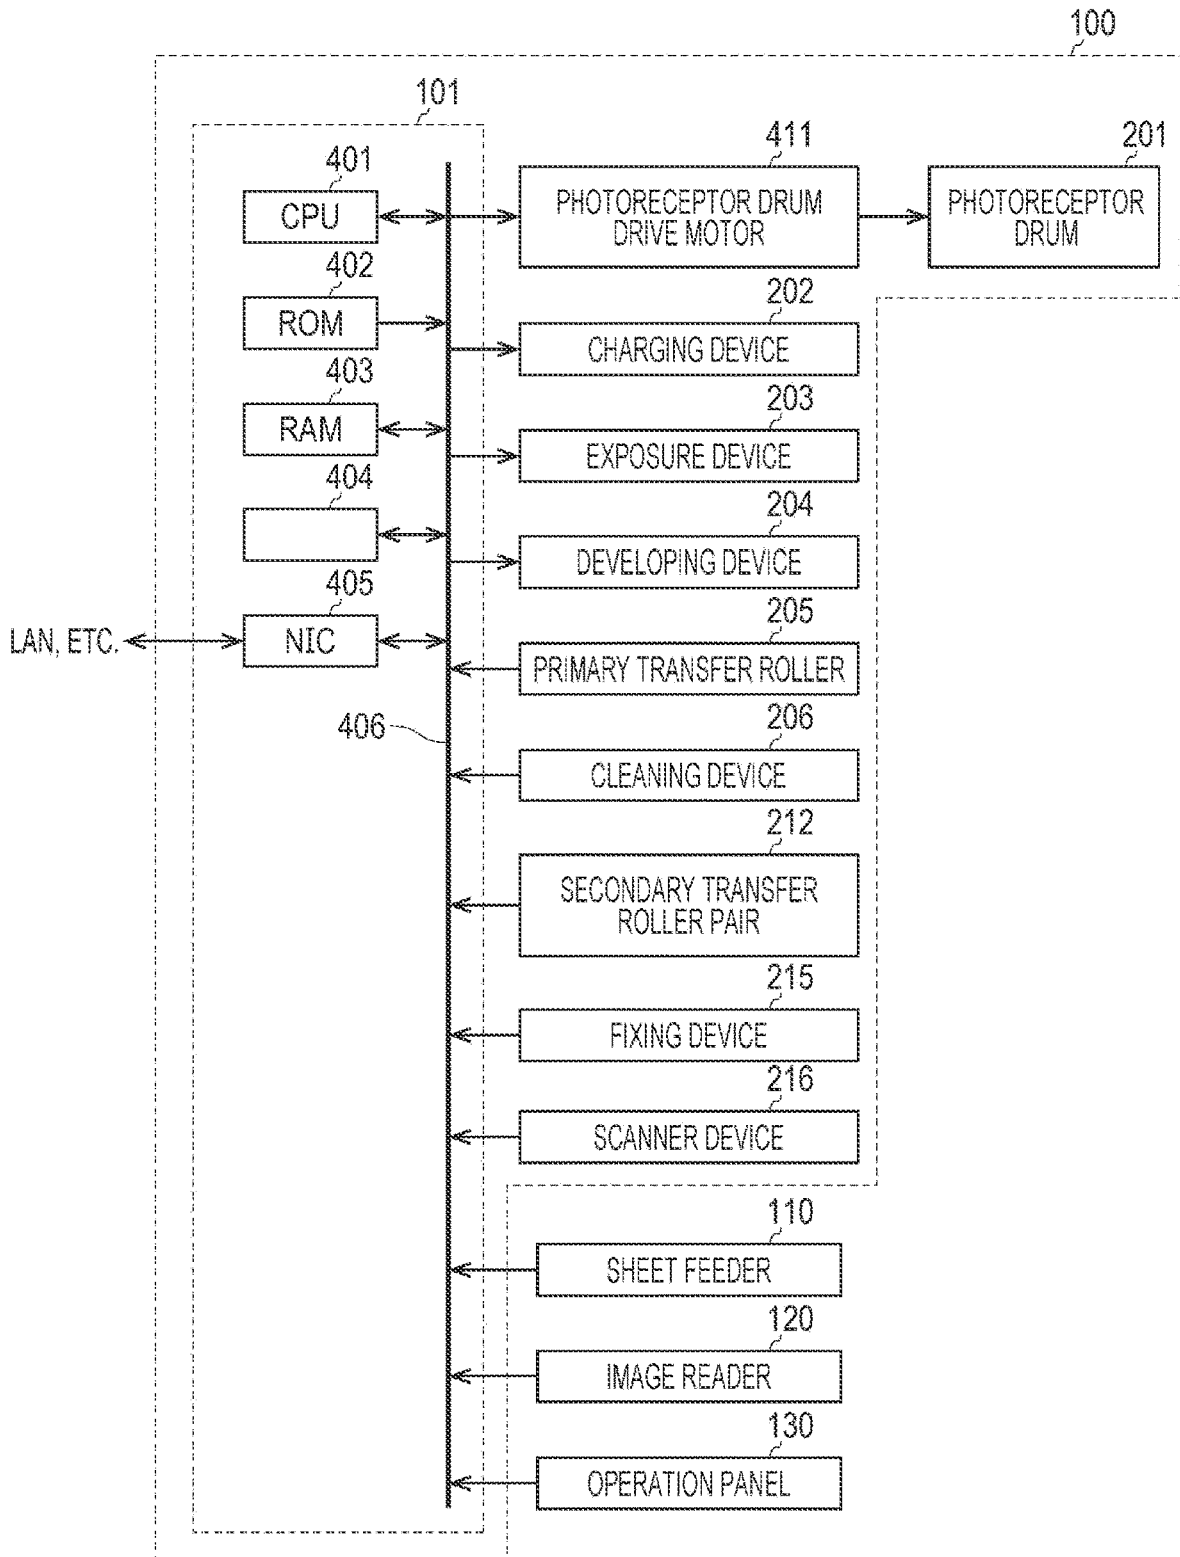 100
101
401
CPU
402
ROM
403
RAM
404
405
NIC
LAN, ETC.
406
411
PHOTORECEPTOR DRUM
DRIVE MOTOR
201
PHOTORECEPTOR
DRUM
202
CHARGING DEVICE
203
EXPOSURE DEVICE
204
DEVELOPING DEVICE
205
PRIMARY TRANSFER ROLLER
206
CLEANING DEVICE
212
SECONDARY TRANSFER
ROLLER PAIR
215
FIXING DEVICE
216
SCANNER DEVICE
110
SHEET FEEDER
120
IMAGE READER
130
OPERATION PANEL